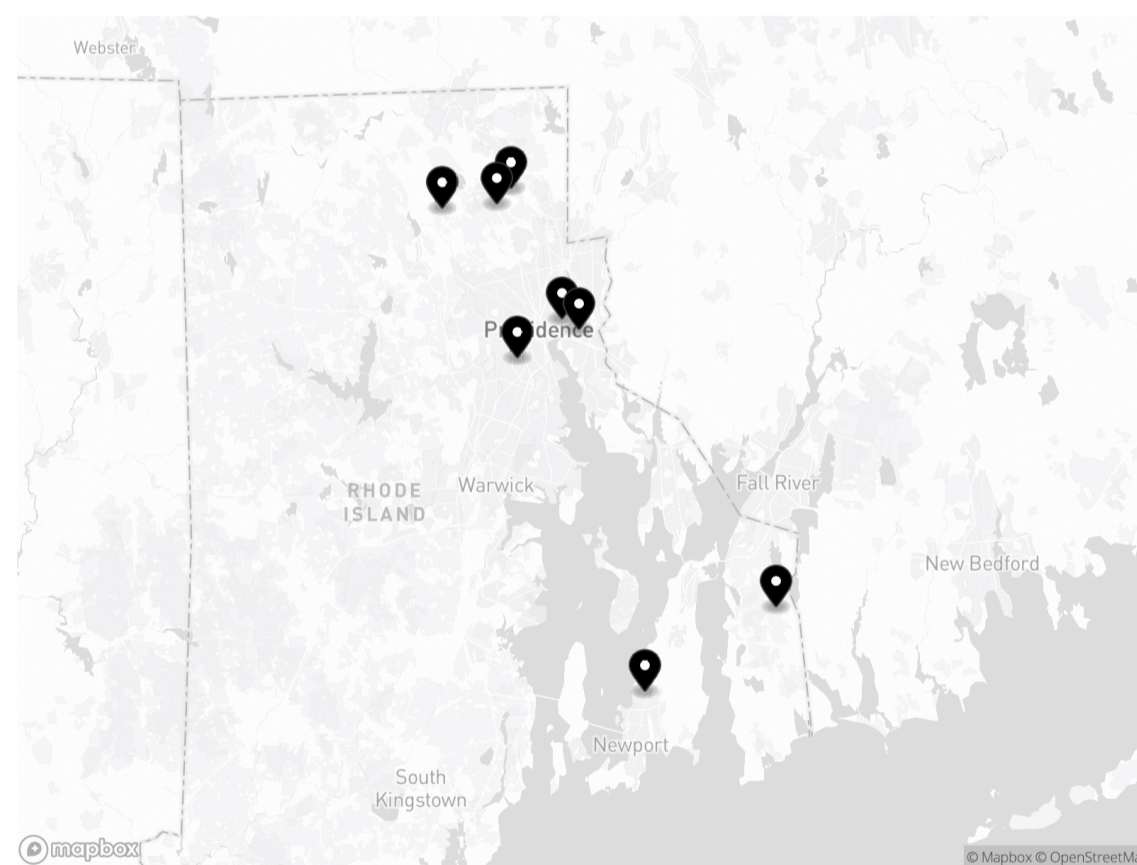 Webster
Providence
Warwick
Fall River
RHODE
ISLAND
New Bedford
Newport
South
Kingstown
mapbox
© Mapbox © OpenStreetMa